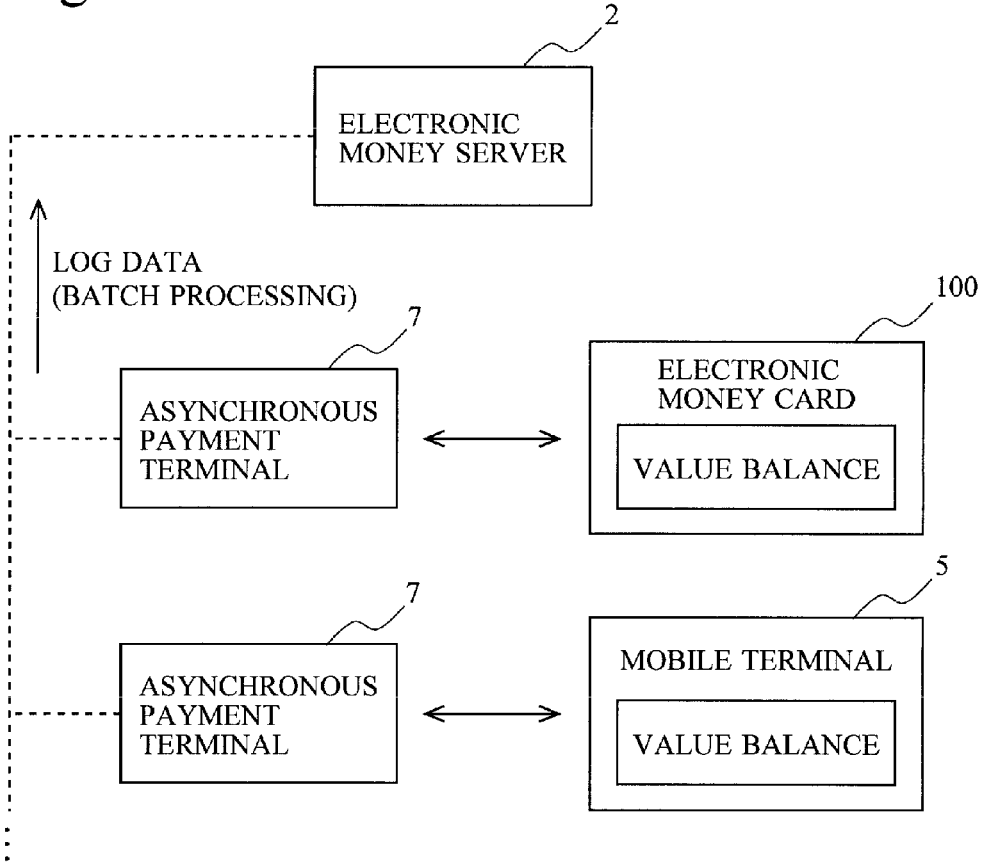 2
ELECTRONIC
MONEY SERVER
LOG DATA
(BATCH PROCESSING)
7
ASYNCHRONOUS
PAYMENT
TERMINAL
100
ELECTRONIC
MONEY CARD
VALUE BALANCE
7
ASYNCHRONOUS
PAYMENT
TERMINAL
5
MOBILE TERMINAL
VALUE BALANCE